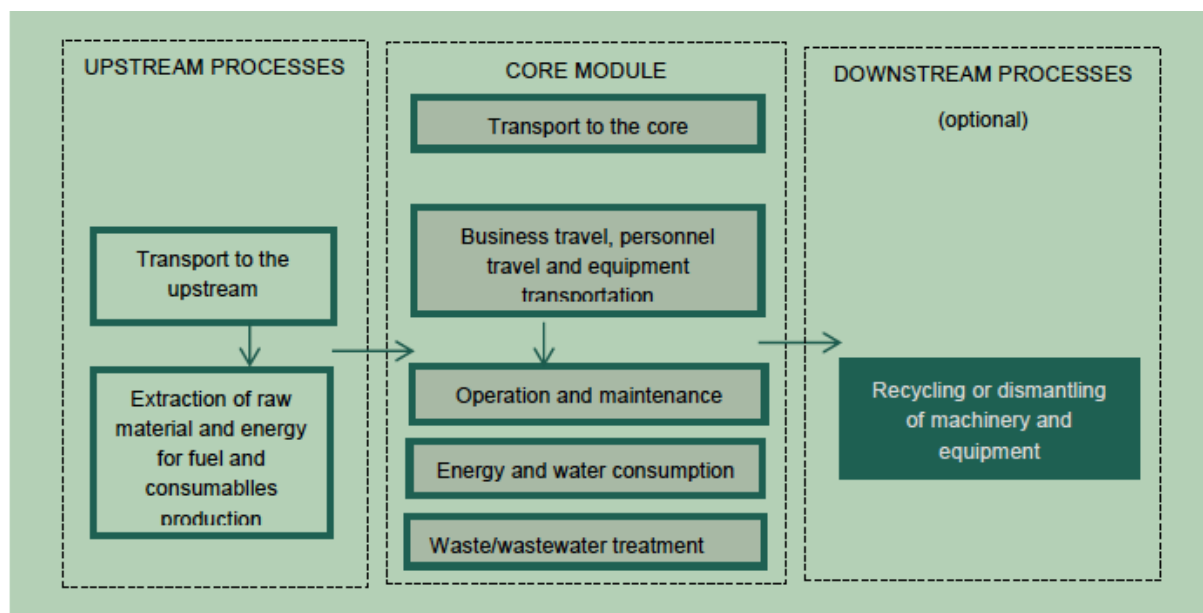 UPSTREAM PROCESSES
Transport to the
upstream
Extraction of raw
material and energy
for fuel and
consumablles
production
CORE MODULE
Transport to the core
Business travel, personnel
travel and equipment
transportation
Operation and maintenance
Energy and water consumption
Waste/wastewater treatment
DOWNSTREAM PROCESSES
(optional)
Recycling or dismantling
of machinery and
equipment